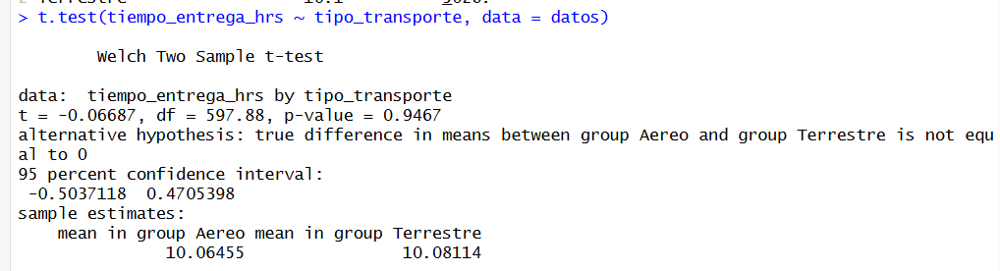 > t.test(tiempo_entrega_hrs ~ tipo_transporte, data = datos)
Welch Two Sample t-test
data:  tiempo_entrega_hrs by tipo_transporte
t = -0.06687, df = 597.88, p-value = 0.9467
alternative hypothesis: true difference in means between group Aereo and group Terrestre is not equ
al to 0
95 percent confidence interval:
 -0.5037118  0.4705398
sample estimates:
    mean in group Aereo mean in group Terrestre
               10.06455                10.08114